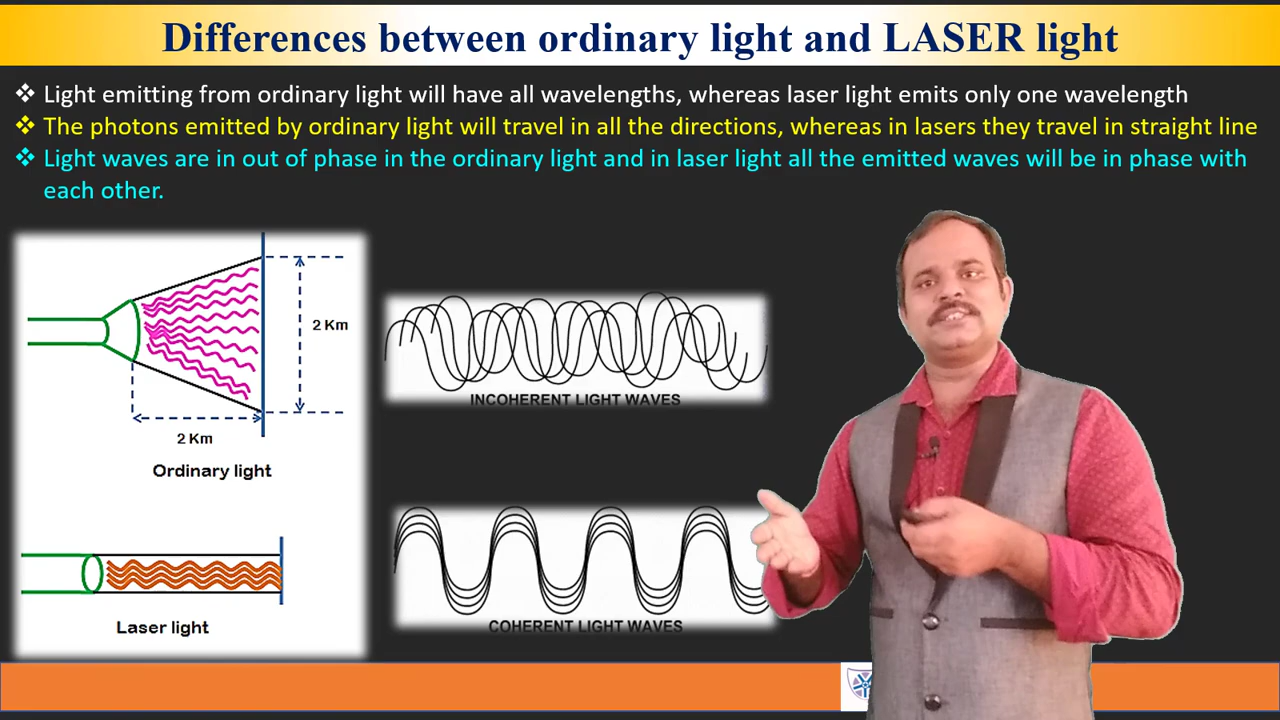 Differences between ordinary light and LASER light
❖ Light emitting from ordinary light will have all wavelengths, whereas laser light emits only one wavelength
❖ The photons emitted by ordinary light will travel in all the directions, whereas in lasers they travel in straight line
❖ Light waves are in out of phase in the ordinary light and in laser light all the emitted waves will be in phase with
each other.
2 Km
2 Km
Ordinary light
Laser light
INCOHERENT LIGHT WAVES
COHERENT LIGHT WAVES